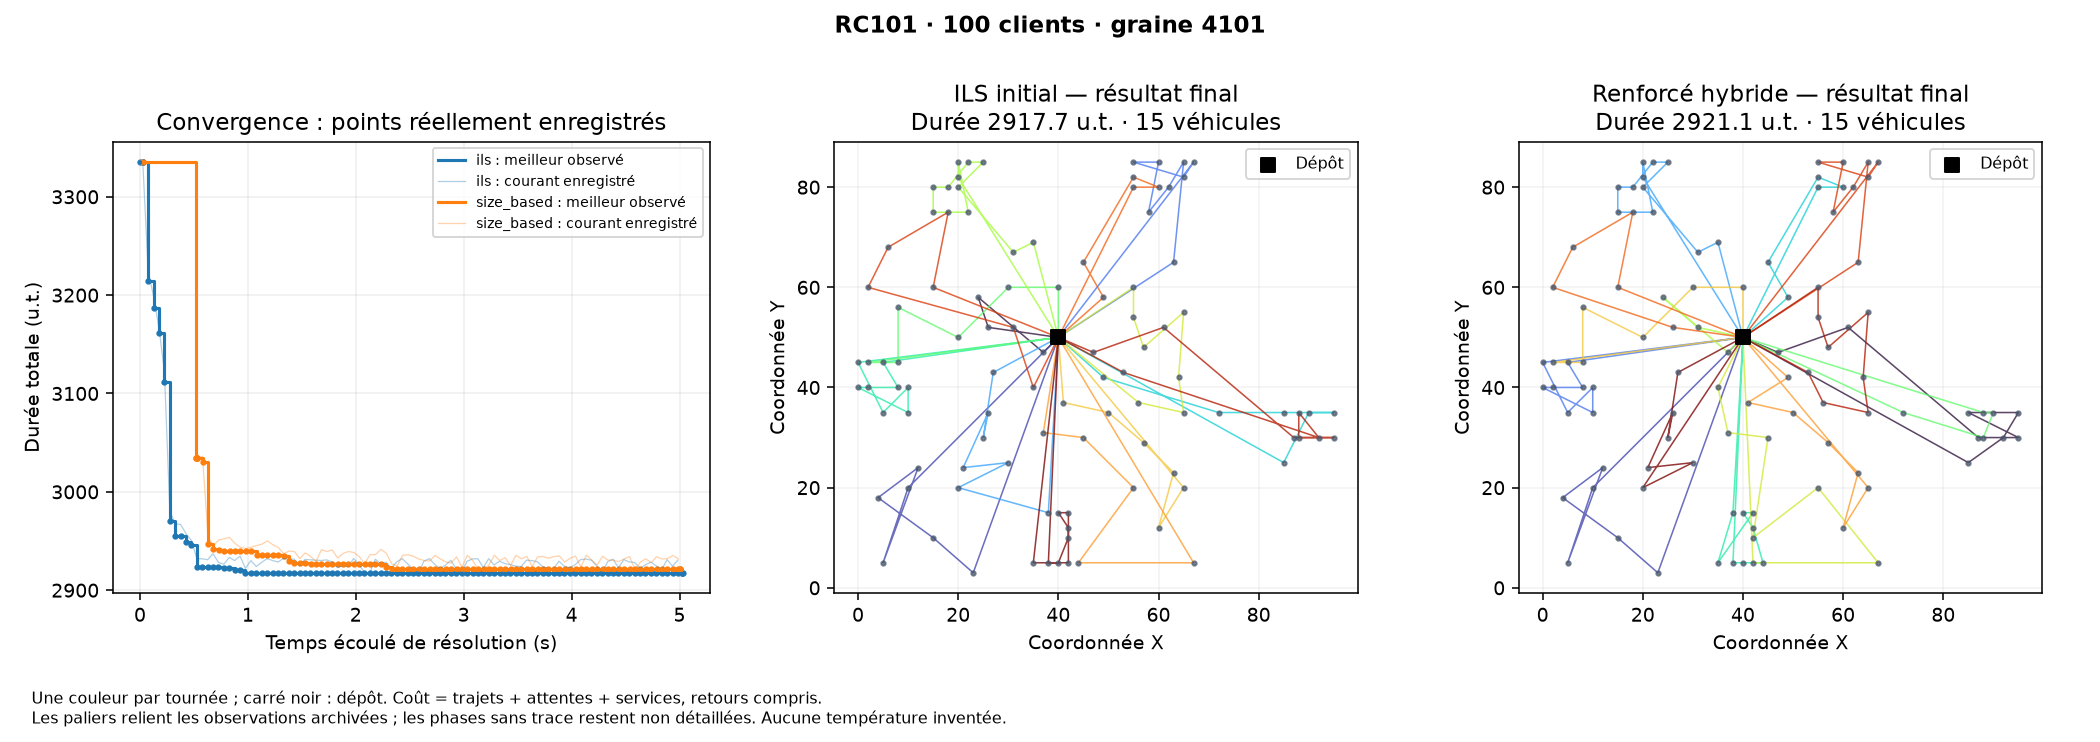 RC101 · 100 clients · graine 4101
Convergence : points réellement enregistrés
Durée totale (u.t.)
3300
3200
3100
3000
2900
0 1 2 3 4 5
Temps écoulé de résolution (s)
ils : meilleur observé
ils : courant enregistré
size_based : meilleur observé
size_based : courant enregistré
ILS initial — résultat final
Durée 2917.7 u.t. · 15 véhicules
Dépôt
Coordonnée Y
80
60
40
20
0
0 20 40 60 80
Coordonnée X
Renforcé hybride — résultat final
Durée 2921.1 u.t. · 15 véhicules
Dépôt
Coordonnée Y
80
60
40
20
0
0 20 40 60 80
Coordonnée X
Une couleur par tournée ; carré noir : dépôt. Coût = trajets + attentes + services, retours compris.
Les paliers relient les observations archivées ; les phases sans trace restent non détaillées. Aucune température inventée.